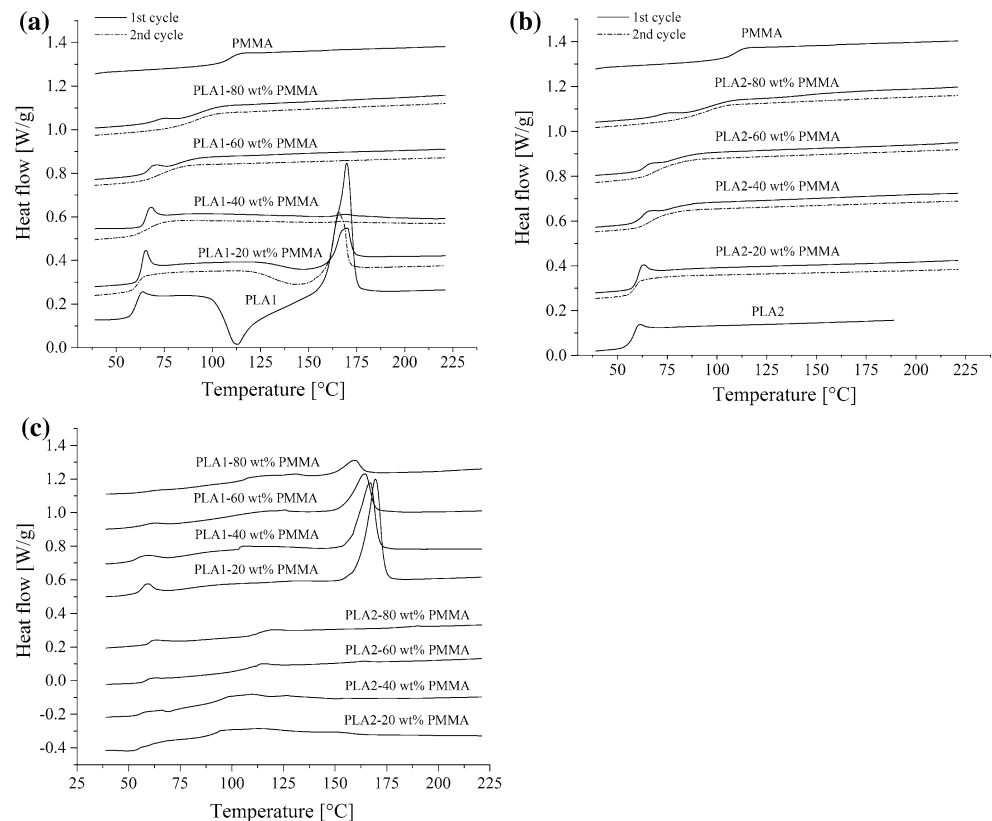 (a)
1st cycle
2nd cycle
PMMA
PLA1-80 wt% PMMA
PLA1-60 wt% PMMA
PLA1-40 wt% PMMA
PLA1-20 wt% PMMA
PLA1
Heat flow [W/g]
1.4
1.2
1.0
0.8
0.6
0.4
0.2
0.0
50 75 100 125 150 175 200 225
Temperature [°C]
(b)
1st cycle
2nd cycle
PMMA
PLA2-80 wt% PMMA
PLA2-60 wt% PMMA
PLA2-40 wt% PMMA
PLA2-20 wt% PMMA
PLA2
Heal flow [W/g]
1.4
1.2
1.0
0.8
0.6
0.4
0.2
0.0
50 75 100 125 150 175 200 225
Temperature [°C]
(c)
PLA1-80 wt% PMMA
PLA1-60 wt% PMMA
PLA1-40 wt% PMMA
PLA1-20 wt% PMMA
PLA2-80 wt% PMMA
PLA2-60 wt% PMMA
PLA2-40 wt% PMMA
PLA2-20 wt% PMMA
Heat flow [W/g]
1.4
1.2
1.0
0.8
0.6
0.4
0.2
0.0
-0.2
-0.4
25 50 75 100 125 150 175 200 225
Temperature [°C]